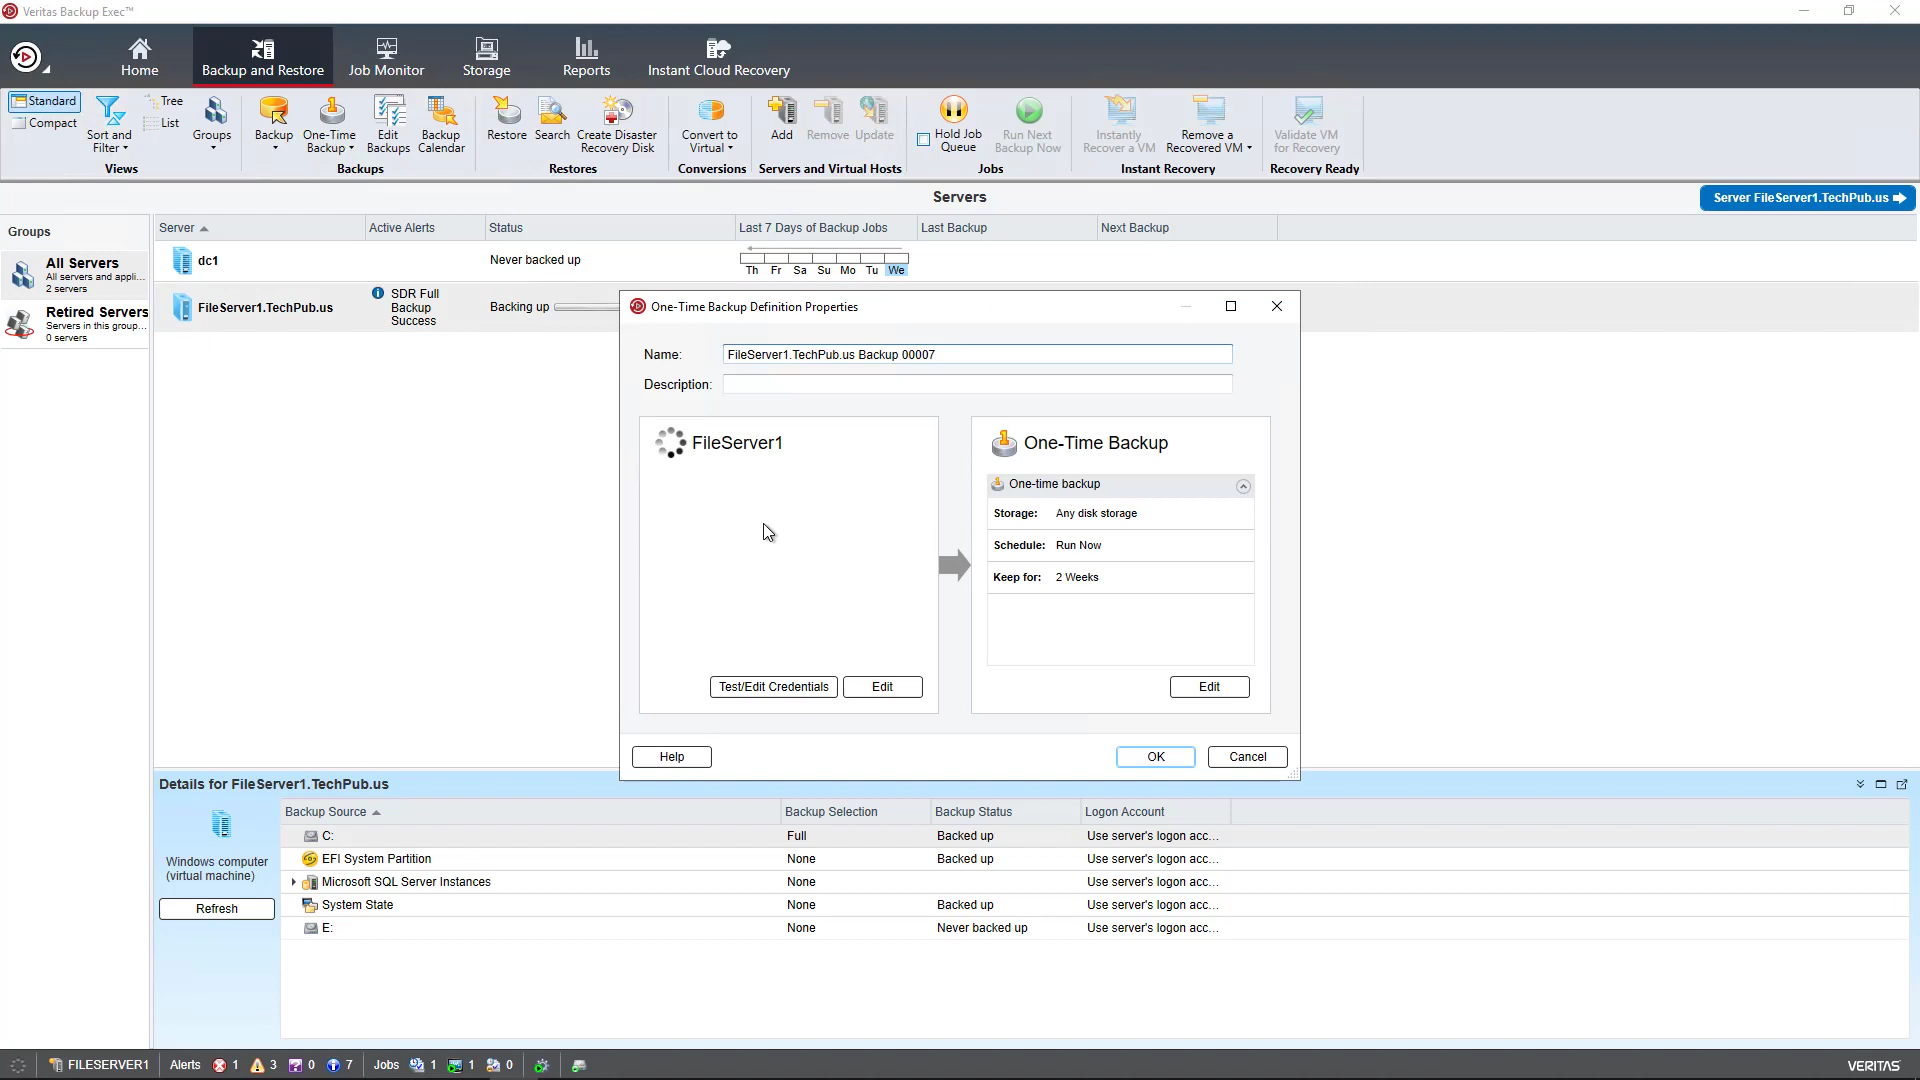 Veritas Backup Exec™
Home
Backup and Restore
Job Monitor
Storage
Reports
Instant Cloud Recovery
Standard
Compact
Sort and
Filter
Tree
List
Groups
Views
Backup
One-Time
Backup
Edit
Backups
Backup
Calendar
Backups
Restore
Search
Create Disaster
Recovery Disk
Restores
Convert to
Virtual
Conversions
Add
Remove
Update
Servers and Virtual Hosts
Hold Job
Queue
Run Next
Backup Now
Jobs
Instantly
Recover a VM
Remove a
Recovered VM
Instant Recovery
Validate VM
for Recovery
Recovery Ready
Servers
Server FileServer1.TechPub.us
Groups
All Servers
All servers and appli...
2 servers
Retired Servers
Servers in this group...
0 servers
Server Active Alerts Status Last 7 Days of Backup Jobs Last Backup Next Backup
dc1 Never backed up
Th Fr Sa Su Mo Tu We
FileServer1.TechPub.us
SDR Full
Backup
Success
Backing up
One-Time Backup Definition Properties
Name: FileServer1.TechPub.us Backup 00007
Description:
FileServer1
Test/Edit Credentials Edit
One-Time Backup
One-time backup
Storage: Any disk storage
Schedule: Run Now
Keep for: 2 Weeks
Edit
Help OK Cancel
Details for FileServer1.TechPub.us
Windows computer
(virtual machine)
Refresh
Backup Source Backup Selection Backup Status Logon Account
C: Full Backed up Use server's logon acc...
EFI System Partition None Backed up Use server's logon acc...
Microsoft SQL Server Instances None Use server's logon acc...
System State None Backed up Use server's logon acc...
E: None Never backed up Use server's logon acc...
FILESERVER1 Alerts 1 3 0 7 Jobs 1 1 0 VERITAS